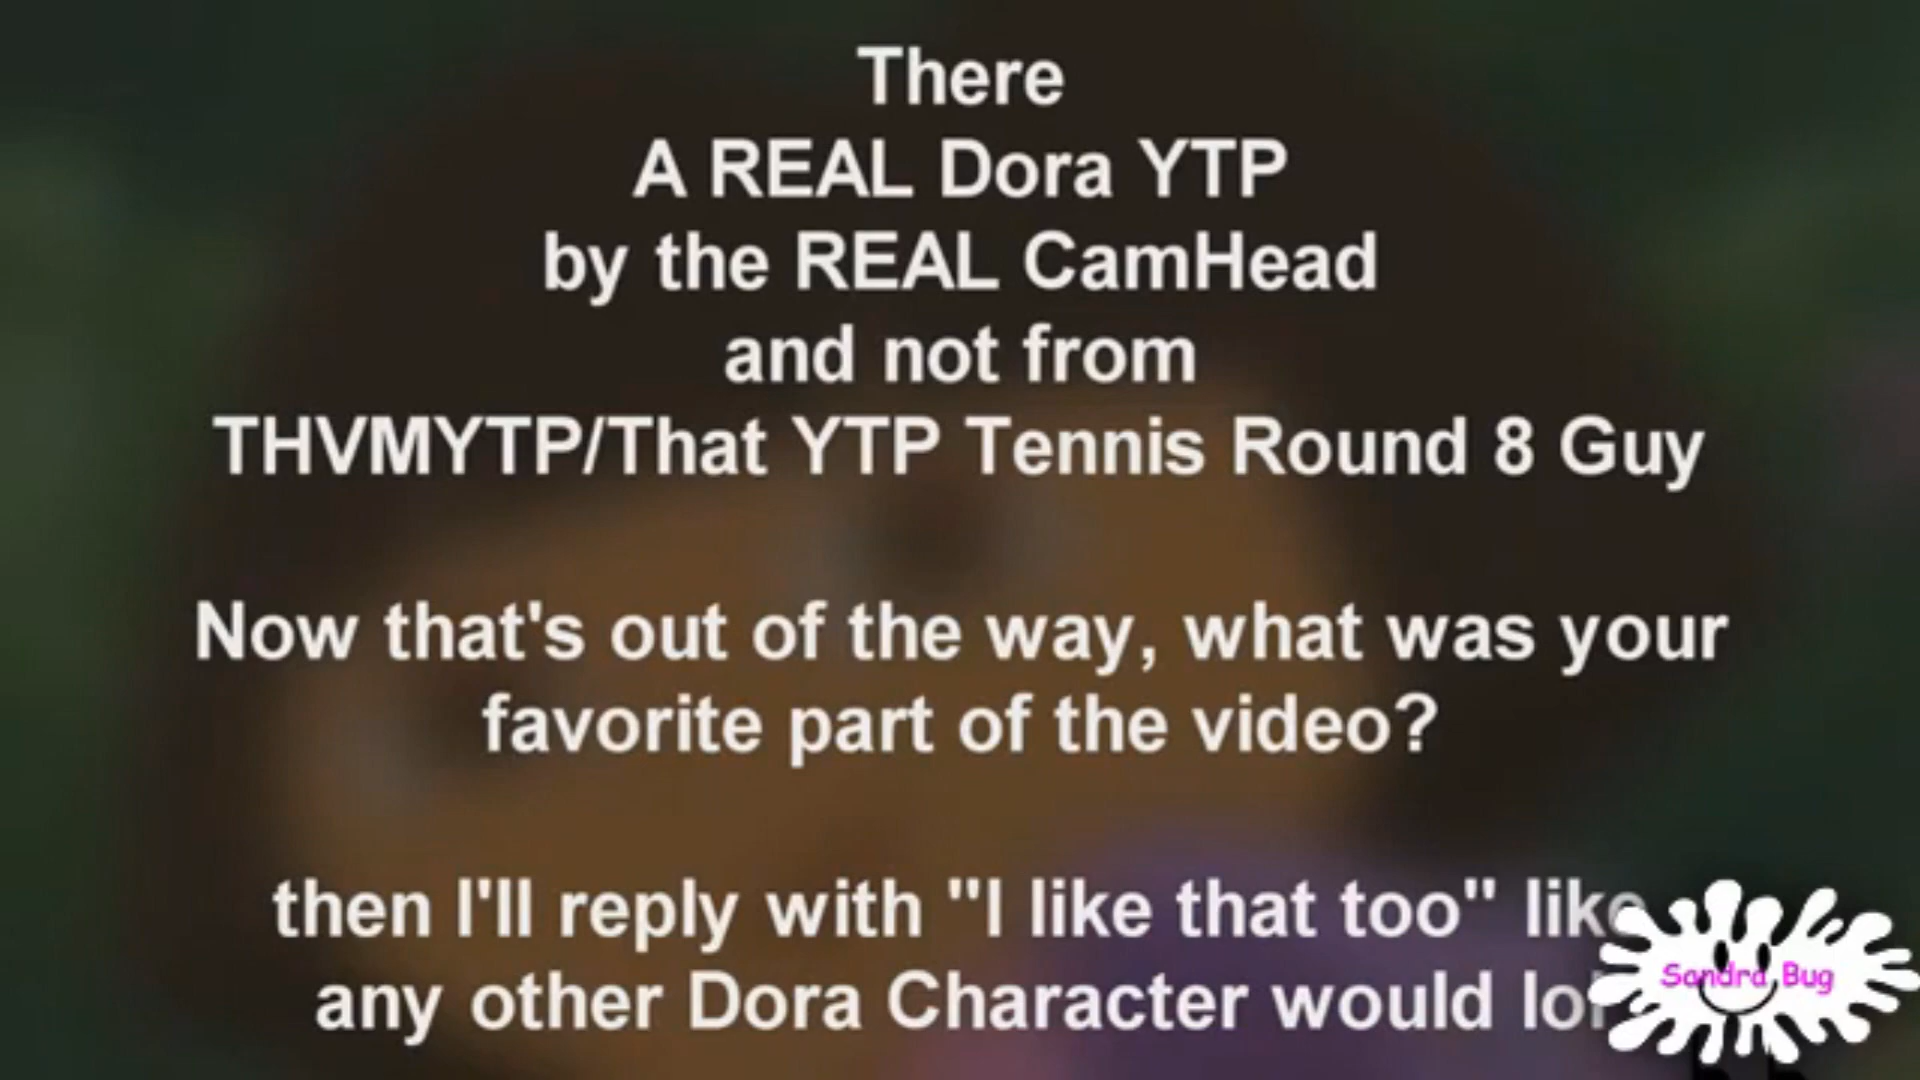 There
A REAL Dora YTP
by the REAL CamHead
and not from
THVMYTP/That YTP Tennis Round 8 Guy
Now that's out of the way, what was your
favorite part of the video?
then I'll reply with "I like that too" like
any other Dora Character would lol
Sandra Bug